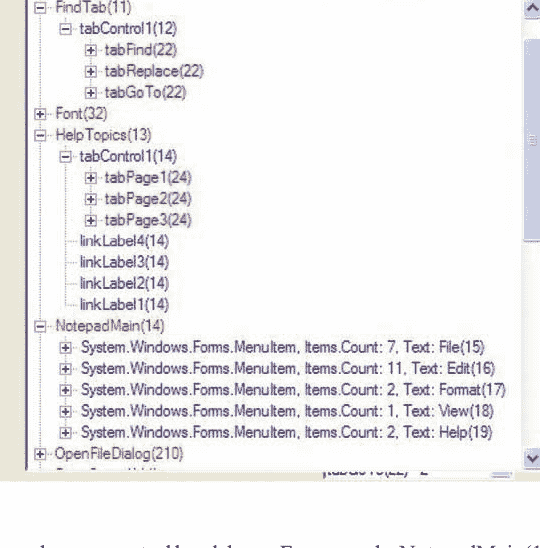 FindTab(11)
tabControl1(12)
tabFind(22)
tabReplace(22)
tabGoTo(22)
Font(32)
HelpTopics(13)
tabControl1(14)
tabPage1(24)
tabPage2(24)
tabPage3(24)
linkLabel4(14)
linkLabel3(14)
linkLabel2(14)
linkLabel1(14)
NotepadMain(14)
System.Windows.Forms.MenuItem, Items.Count: 7, Text: File(15)
System.Windows.Forms.MenuItem, Items.Count: 11, Text: Edit(16)
System.Windows.Forms.MenuItem, Items.Count: 2, Text: Format(17)
System.Windows.Forms.MenuItem, Items.Count: 1, Text: View(18)
System.Windows.Forms.MenuItem, Items.Count: 2, Text: Help(19)
OpenFileDialog(210)
tabGoTo(22)